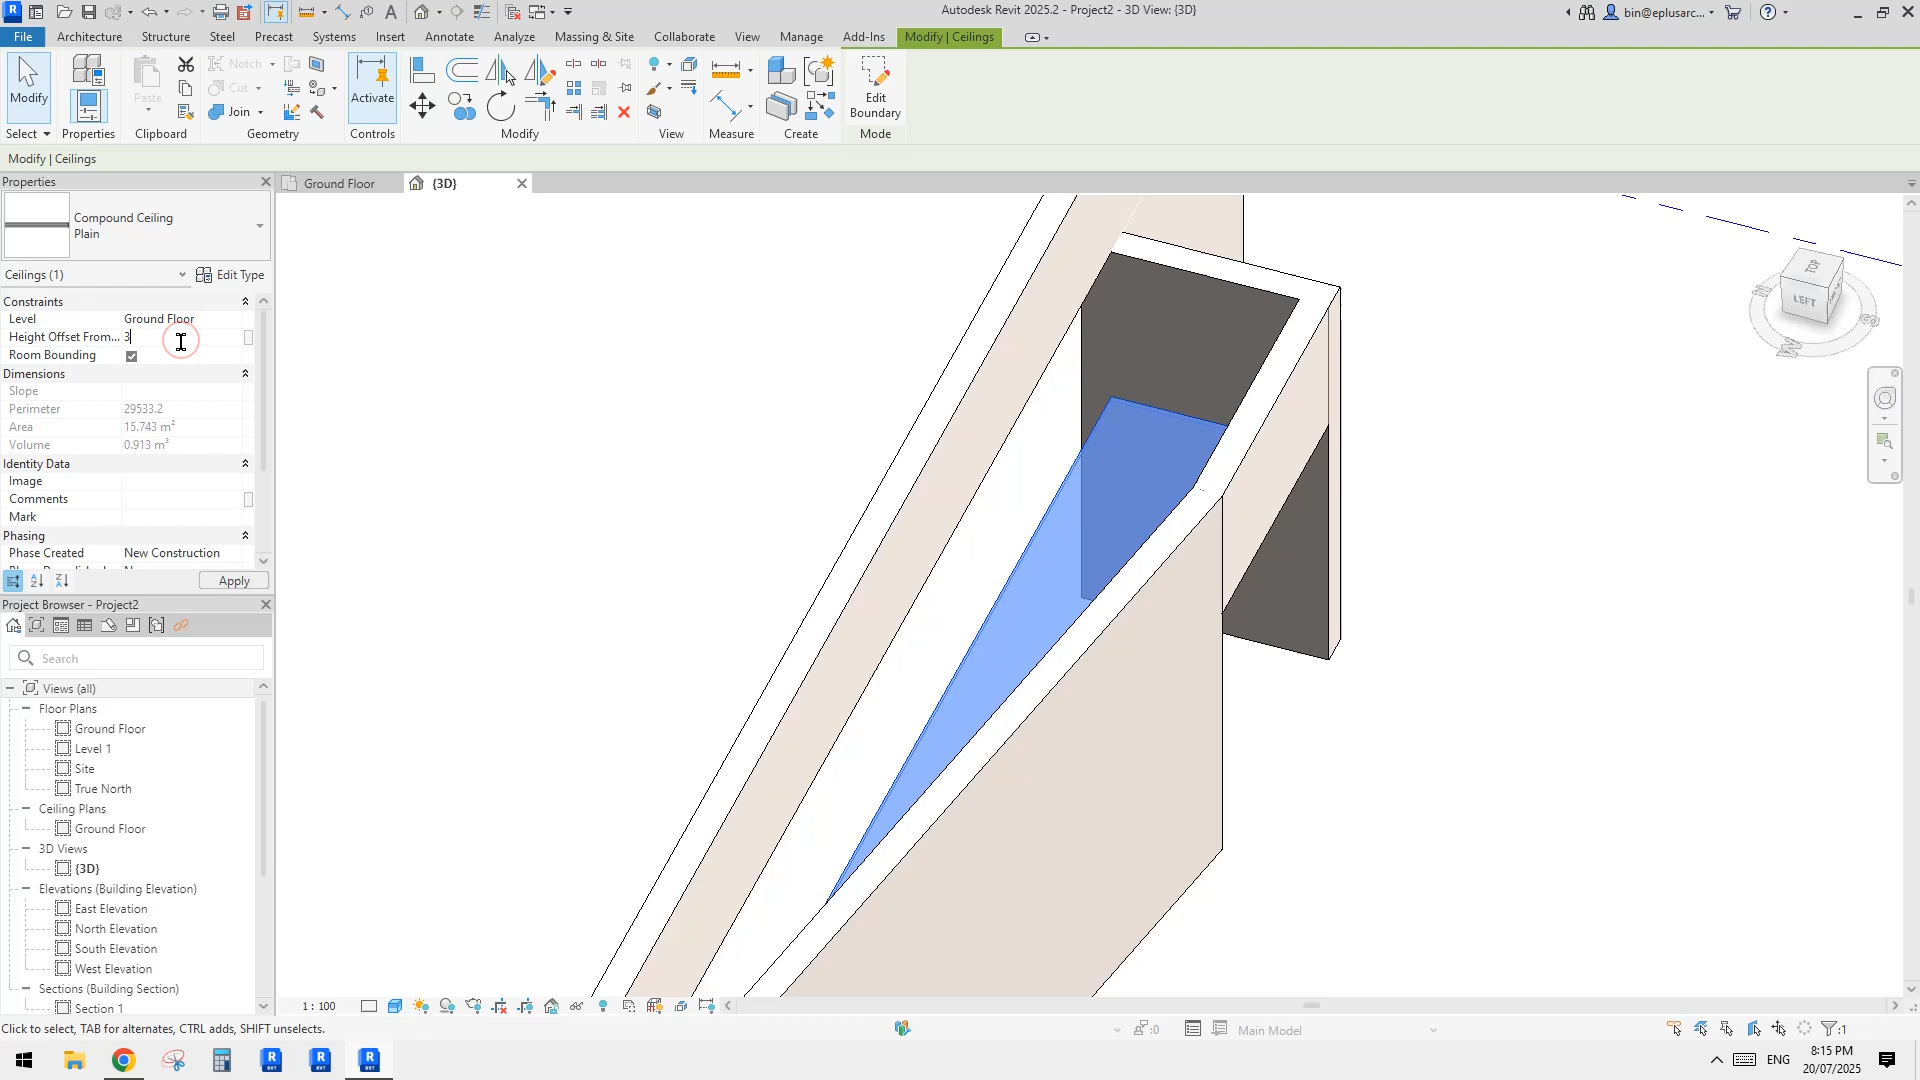 Autodesk Revit 2025.2 - Project2 - 3D View: {3D}
bin@eplusarc...
File Architecture Structure Steel Precast Systems Insert Annotate Analyze Massing & Site Collaborate View Manage Add-Ins Modify | Ceilings
Modify
Paste
Notch
Cut
Join
Activate
Edit
Boundary
Select Properties Clipboard Geometry Controls Modify View Measure Create Mode
Modify | Ceilings
Properties
Ground Floor
{3D}
Compound Ceiling
Plain
Ceilings (1)
Edit Type
Constraints
Level Ground Floor
Height Offset From... 3
Room Bounding
Dimensions
Slope
Perimeter 29533.2
Area 15.743 m²
Volume 0.913 m³
Identity Data
Image
Comments
Mark
Phasing
Phase Created New Construction
Apply
Project Browser - Project2
Search
Views (all)
Floor Plans
Ground Floor
Level 1
Site
True North
Ceiling Plans
Ground Floor
3D Views
{3D}
Elevations (Building Elevation)
East Elevation
North Elevation
South Elevation
West Elevation
Sections (Building Section)
Section 1
TOP
LEFT
1 : 100
Click to select, TAB for alternates, CTRL adds, SHIFT unselects.
:0
Main Model
:1
ENG
8:15 PM
20/07/2025